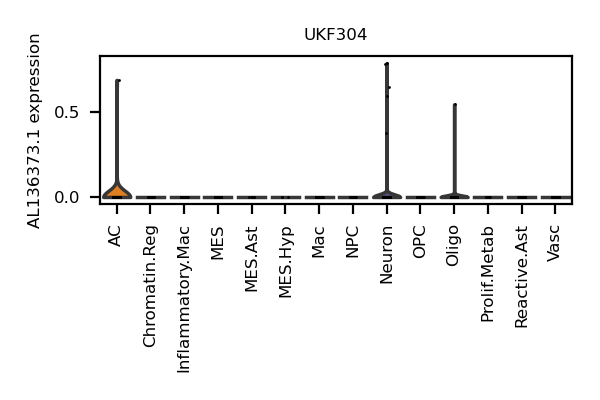 UKF304
AL136373.1 expression
0.5
0.0
AC
Chromatin.Reg
Inflammatory.Mac
MES
MES.Ast
MES.Hyp
Mac
NPC
Neuron
OPC
Oligo
Prolif.Metab
Reactive.Ast
Vasc